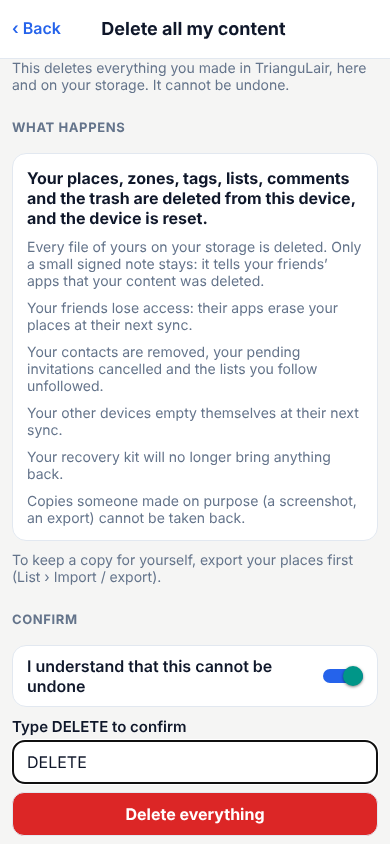 ‹ Back
Delete all my content
This deletes everything you made in TrianguLair, here
and on your storage. It cannot be undone.
WHAT HAPPENS
Your places, zones, tags, lists, comments
and the trash are deleted from this device,
and the device is reset.
Every file of yours on your storage is deleted. Only
a small signed note stays: it tells your friends’
apps that your content was deleted.
Your friends lose access: their apps erase your
places at their next sync.
Your contacts are removed, your pending
invitations cancelled and the lists you follow
unfollowed.
Your other devices empty themselves at their next
sync.
Your recovery kit will no longer bring anything
back.
Copies someone made on purpose (a screenshot,
an export) cannot be taken back.
To keep a copy for yourself, export your places first
(List › Import / export).
CONFIRM
I understand that this cannot be
undone
Type DELETE to confirm
DELETE
Delete everything